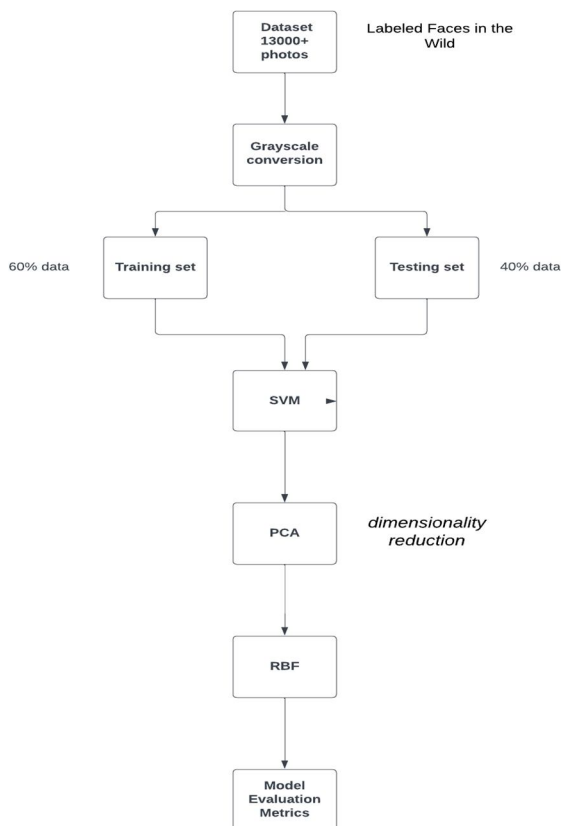 Dataset
13000+
photos
Labeled Faces in the
Wild
Grayscale
conversion
60% data
Training set
Testing set
40% data
SVM
PCA
dimensionality
reduction
RBF
Model
Evaluation
Metrics